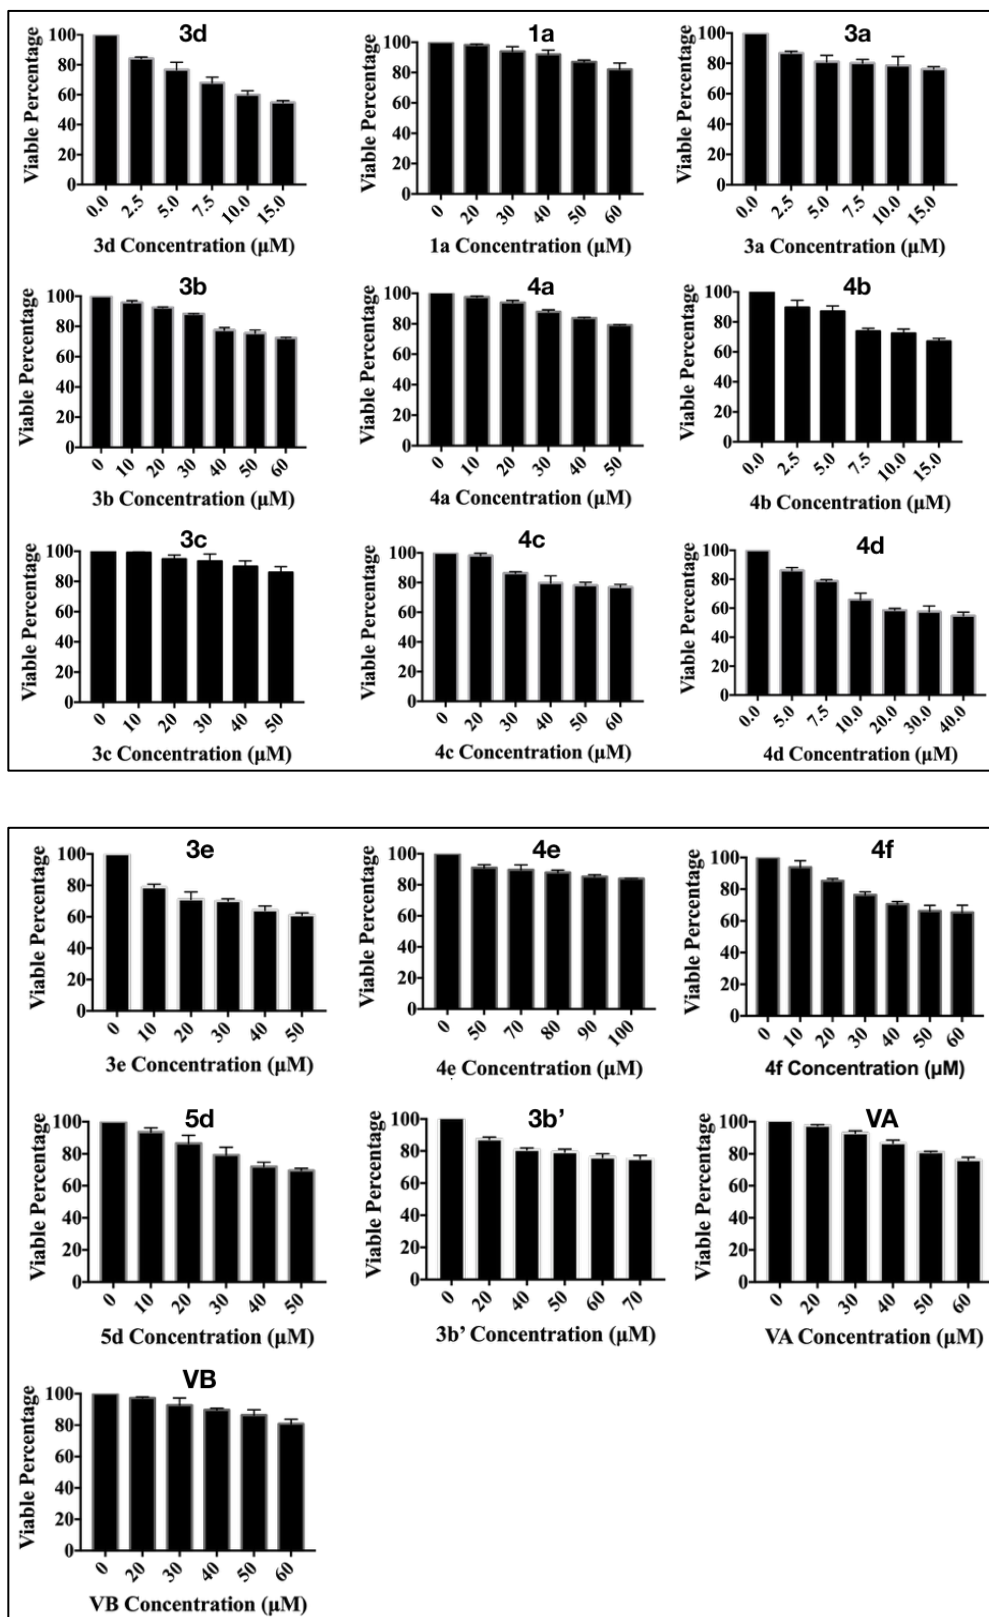 3d
Viable Percentage
100
80
60
40
20
0
0.0 2.5 5.0 7.5 10.0 15.0
3d Concentration (µM)
1a
Viable Percentage
100
80
60
40
20
0
0 20 30 40 50 60
1a Concentration (µM)
3a
Viable Percentage
100
80
60
40
20
0
0.0 2.5 5.0 7.5 10.0 15.0
3a Concentration (µM)
3b
Viable Percentage
100
80
60
40
20
0
0 10 20 30 40 50 60
3b Concentration (µM)
4a
Viable Percentage
100
80
60
40
20
0
0 10 20 30 40 50
4a Concentration (µM)
4b
Viable Percentage
100
80
60
40
20
0
0.0 2.5 5.0 7.5 10.0 15.0
4b Concentration (µM)
3c
Viable Percentage
100
80
60
40
20
0
0 10 20 30 40 50
3c Concentration (µM)
4c
Viable Percentage
100
80
60
40
20
0
0 20 30 40 50 60
4c Concentration (µM)
4d
Viable Percentage
100
80
60
40
20
0
0.0 5.0 7.5 10.0 20.0 30.0 40.0
4d Concentration (µM)
3e
Viable Percentage
100
80
60
40
20
0
0 10 20 30 40 50
3e Concentration (µM)
4e
Viable Percentage
100
80
60
40
20
0
0 50 70 80 90 100
4e Concentration (µM)
4f
Viable Percentage
100
80
60
40
20
0
0 10 20 30 40 50 60
4f Concentration (µM)
5d
Viable Percentage
100
80
60
40
20
0
0 10 20 30 40 50
5d Concentration (µM)
3b’
Viable Percentage
100
80
60
40
20
0
0 20 40 50 60 70
3b’ Concentration (µM)
VA
Viable Percentage
100
80
60
40
20
0
0 20 30 40 50 60
VA Concentration (µM)
VB
Viable Percentage
100
80
60
40
20
0
0 20 30 40 50 60
VB Concentration (µM)